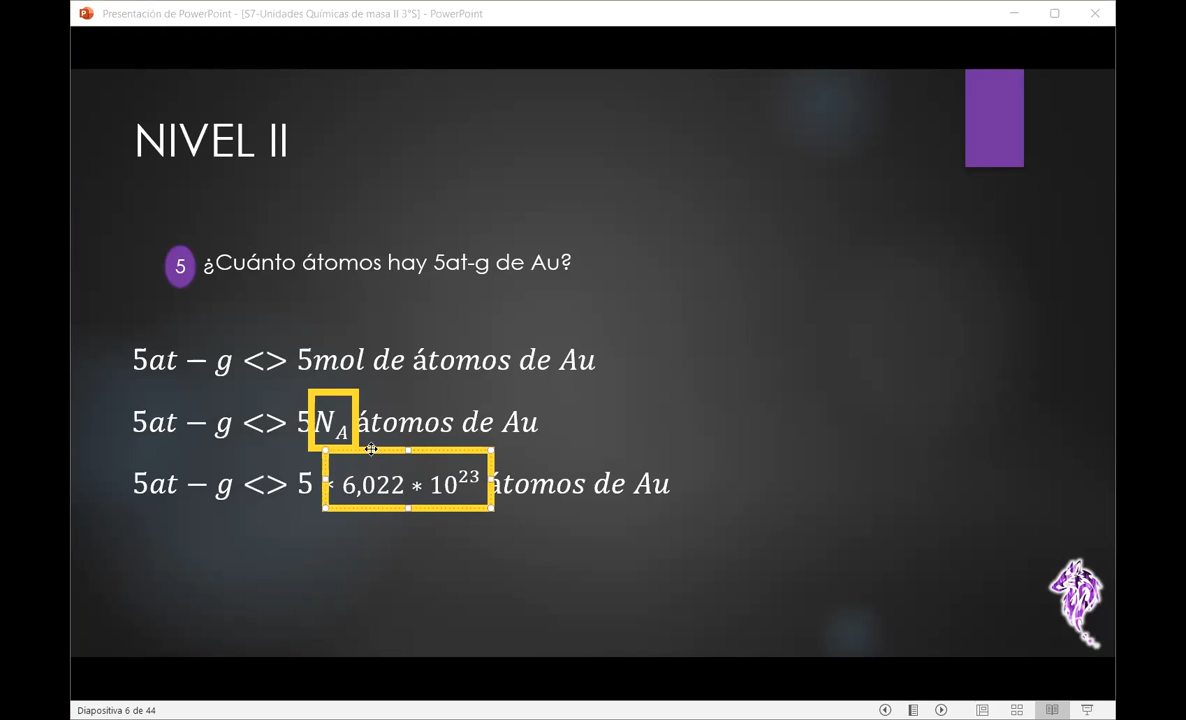 Presentación de PowerPoint - [S7-Unidades Químicas de masa II 3°S] - PowerPoint
NIVEL II
5 ¿Cuánto átomos hay 5at-g de Au?
5at − g <> 5mol de átomos de Au
5at − g <> 5N_A átomos de Au
5at − g <> 5 * 6,022 * 10^23 átomos de Au
Diapositiva 6 de 44